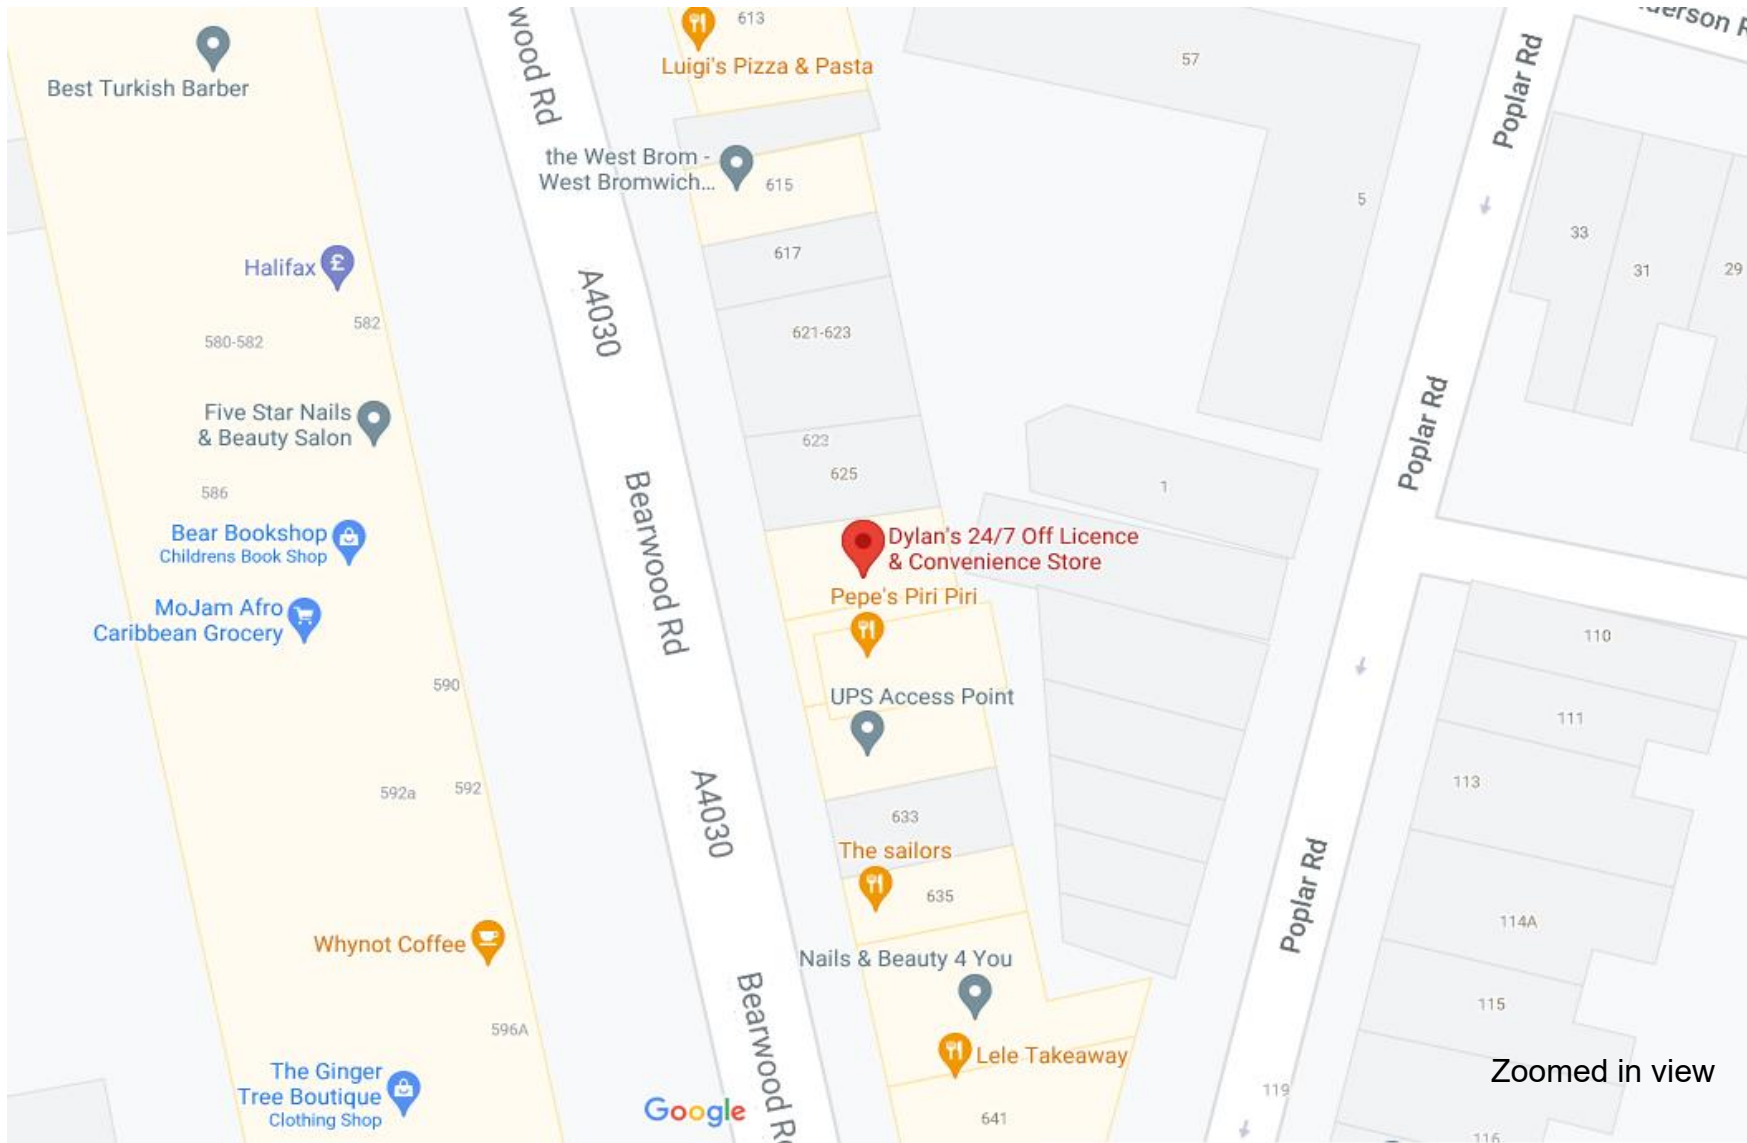 wood Rd
613
Luigi's Pizza & Pasta
57
Poplar Rd
Best Turkish Barber
the West Brom -
West Bromwich...
615
5
33
31
29
617
Halifax
A4030
582
580-582
621-623
Five Star Nails
& Beauty Salon
623
625
Poplar Rd
586
1
Bear Bookshop
Childrens Book Shop
Bearwood Rd
Dylan's 24/7 Off Licence
& Convenience Store
MoJam Afro
Caribbean Grocery
Pepe's Piri Piri
110
590
UPS Access Point
111
592a
592
A4030
633
113
The sailors
635
Poplar Rd
114A
Whynot Coffee
Nails & Beauty 4 You
115
596A
Bearwood Rd
Lele Takeaway
Zoomed in view
The Ginger
Tree Boutique
Clothing Shop
Google
641
119
116